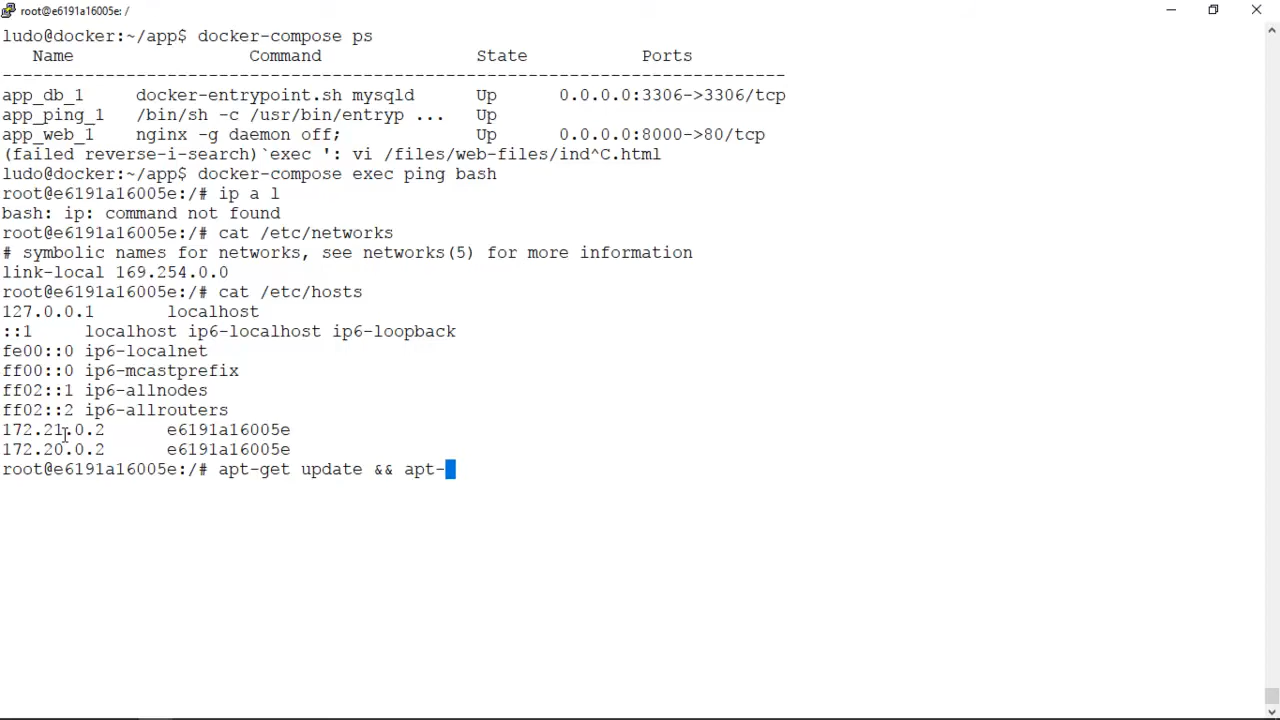 root@e6191a16005e: /
ludo@docker:~/app$ docker-compose ps
Name Command State Ports
--------------------------------------------------------------------------
app_db_1 docker-entrypoint.sh mysqld Up 0.0.0.0:3306->3306/tcp
app_ping_1 /bin/sh -c /usr/bin/entryp ... Up
app_web_1 nginx -g daemon off; Up 0.0.0.0:8000->80/tcp
(failed reverse-i-search)`exec ': vi /files/web-files/ind^C.html
ludo@docker:~/app$ docker-compose exec ping bash
root@e6191a16005e:/# ip a l
bash: ip: command not found
root@e6191a16005e:/# cat /etc/networks
# symbolic names for networks, see networks(5) for more information
link-local 169.254.0.0
root@e6191a16005e:/# cat /etc/hosts
127.0.0.1 localhost
::1 localhost ip6-localhost ip6-loopback
fe00::0 ip6-localnet
ff00::0 ip6-mcastprefix
ff02::1 ip6-allnodes
ff02::2 ip6-allrouters
172.21.0.2 e6191a16005e
172.20.0.2 e6191a16005e
root@e6191a16005e:/# apt-get update && apt-